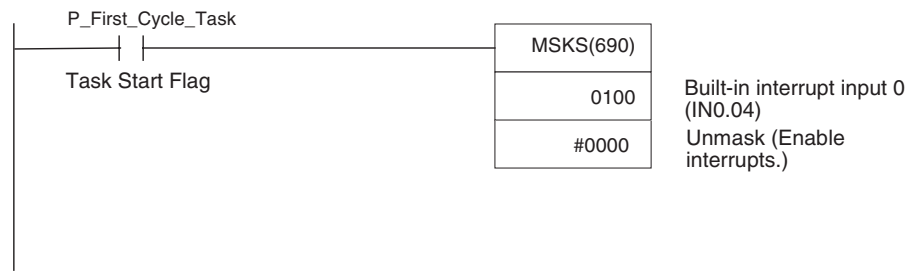 P_First_Cycle_Task
MSKS(690)
Task Start Flag
0100
Built-in interrupt input 0
(IN0.04)
#0000
Unmask (Enable
interrupts.)